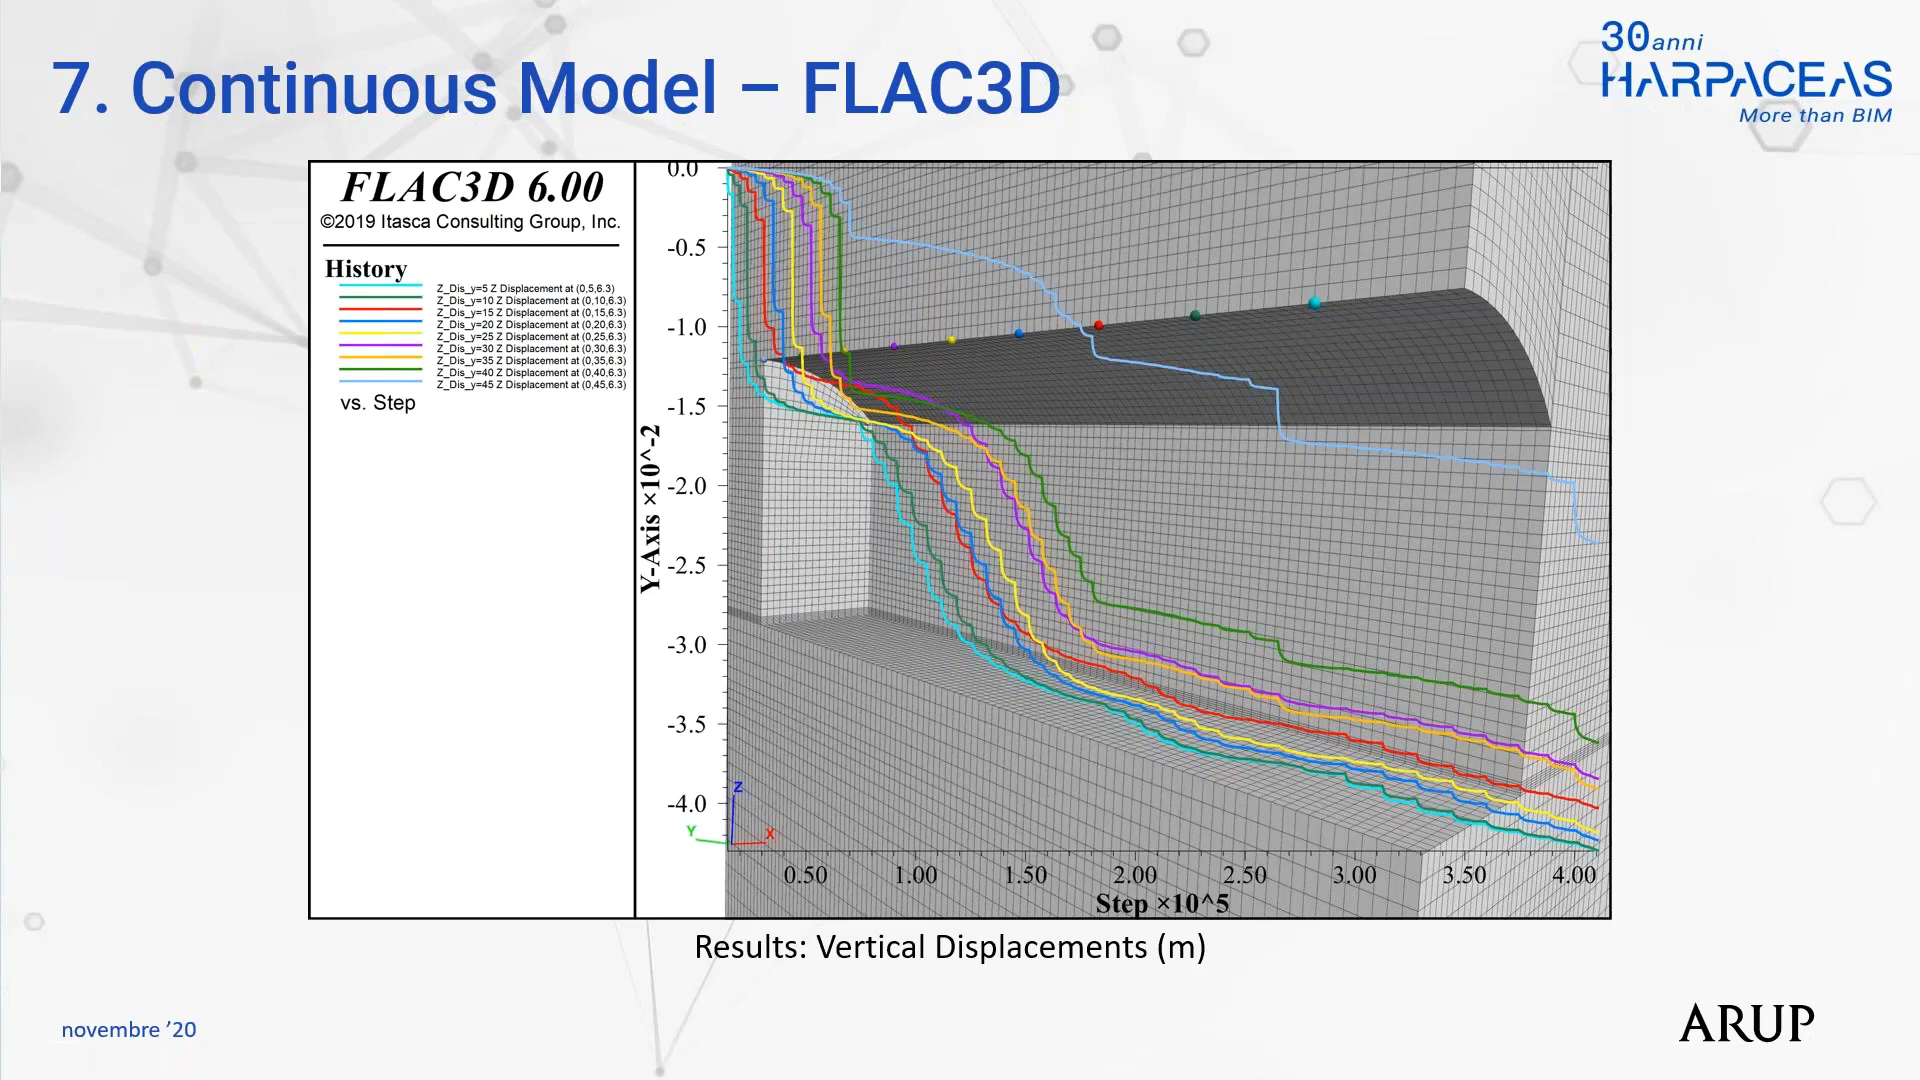 7. Continuous Model – FLAC3D
30anni
HARPACEAS
More than BIM
FLAC3D 6.00
©2019 Itasca Consulting Group, Inc.
History
Z_Dis_y=5 Z Displacement at (0,5,6.3)
Z_Dis_y=10 Z Displacement at (0,10,6.3)
Z_Dis_y=15 Z Displacement at (0,15,6.3)
Z_Dis_y=20 Z Displacement at (0,20,6.3)
Z_Dis_y=25 Z Displacement at (0,25,6.3)
Z_Dis_y=30 Z Displacement at (0,30,6.3)
Z_Dis_y=35 Z Displacement at (0,35,6.3)
Z_Dis_y=40 Z Displacement at (0,40,6.3)
Z_Dis_y=45 Z Displacement at (0,45,6.3)
vs. Step
Y-Axis ×10^-2
0.0
-0.5
-1.0
-1.5
-2.0
-2.5
-3.0
-3.5
-4.0
Z
Y
X
0.50 1.00 1.50 2.00 2.50 3.00 3.50 4.00
Step ×10^5
Results: Vertical Displacements (m)
novembre ’20
ARUP